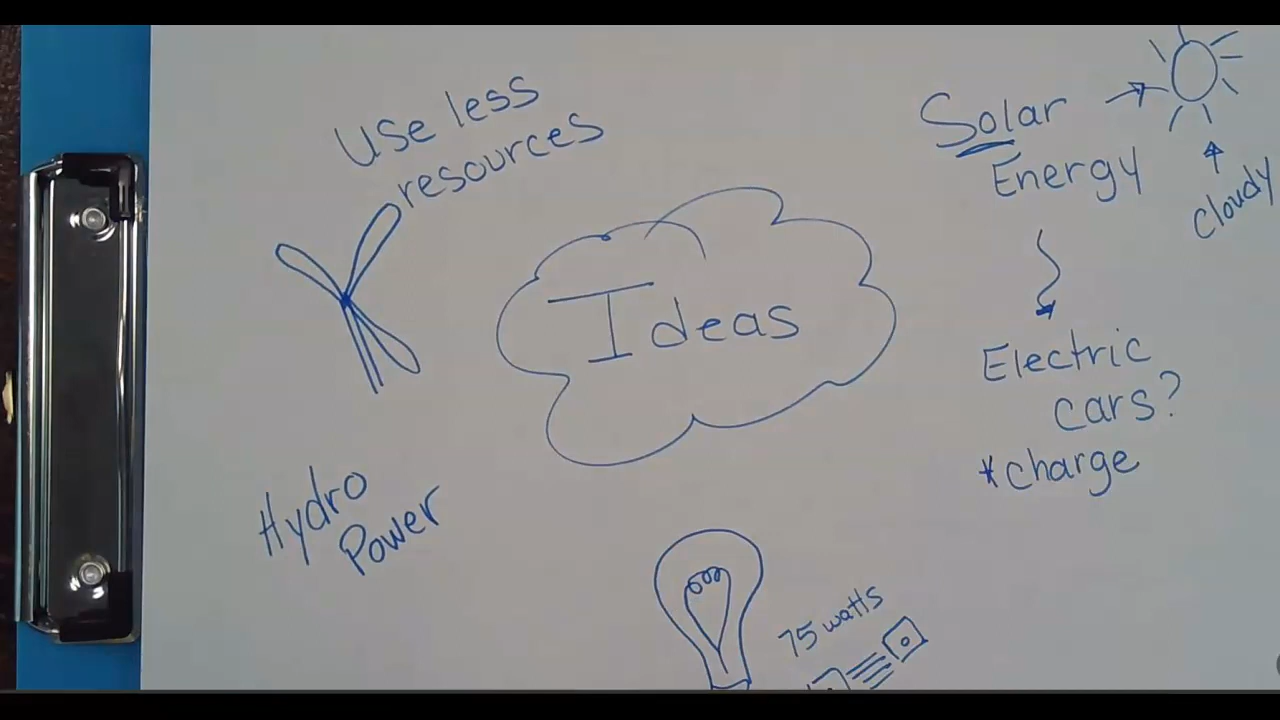 Use less
resources
Solar
Energy
cloudy
Ideas
Electric
cars?
*charge
Hydro
Power
75 watts